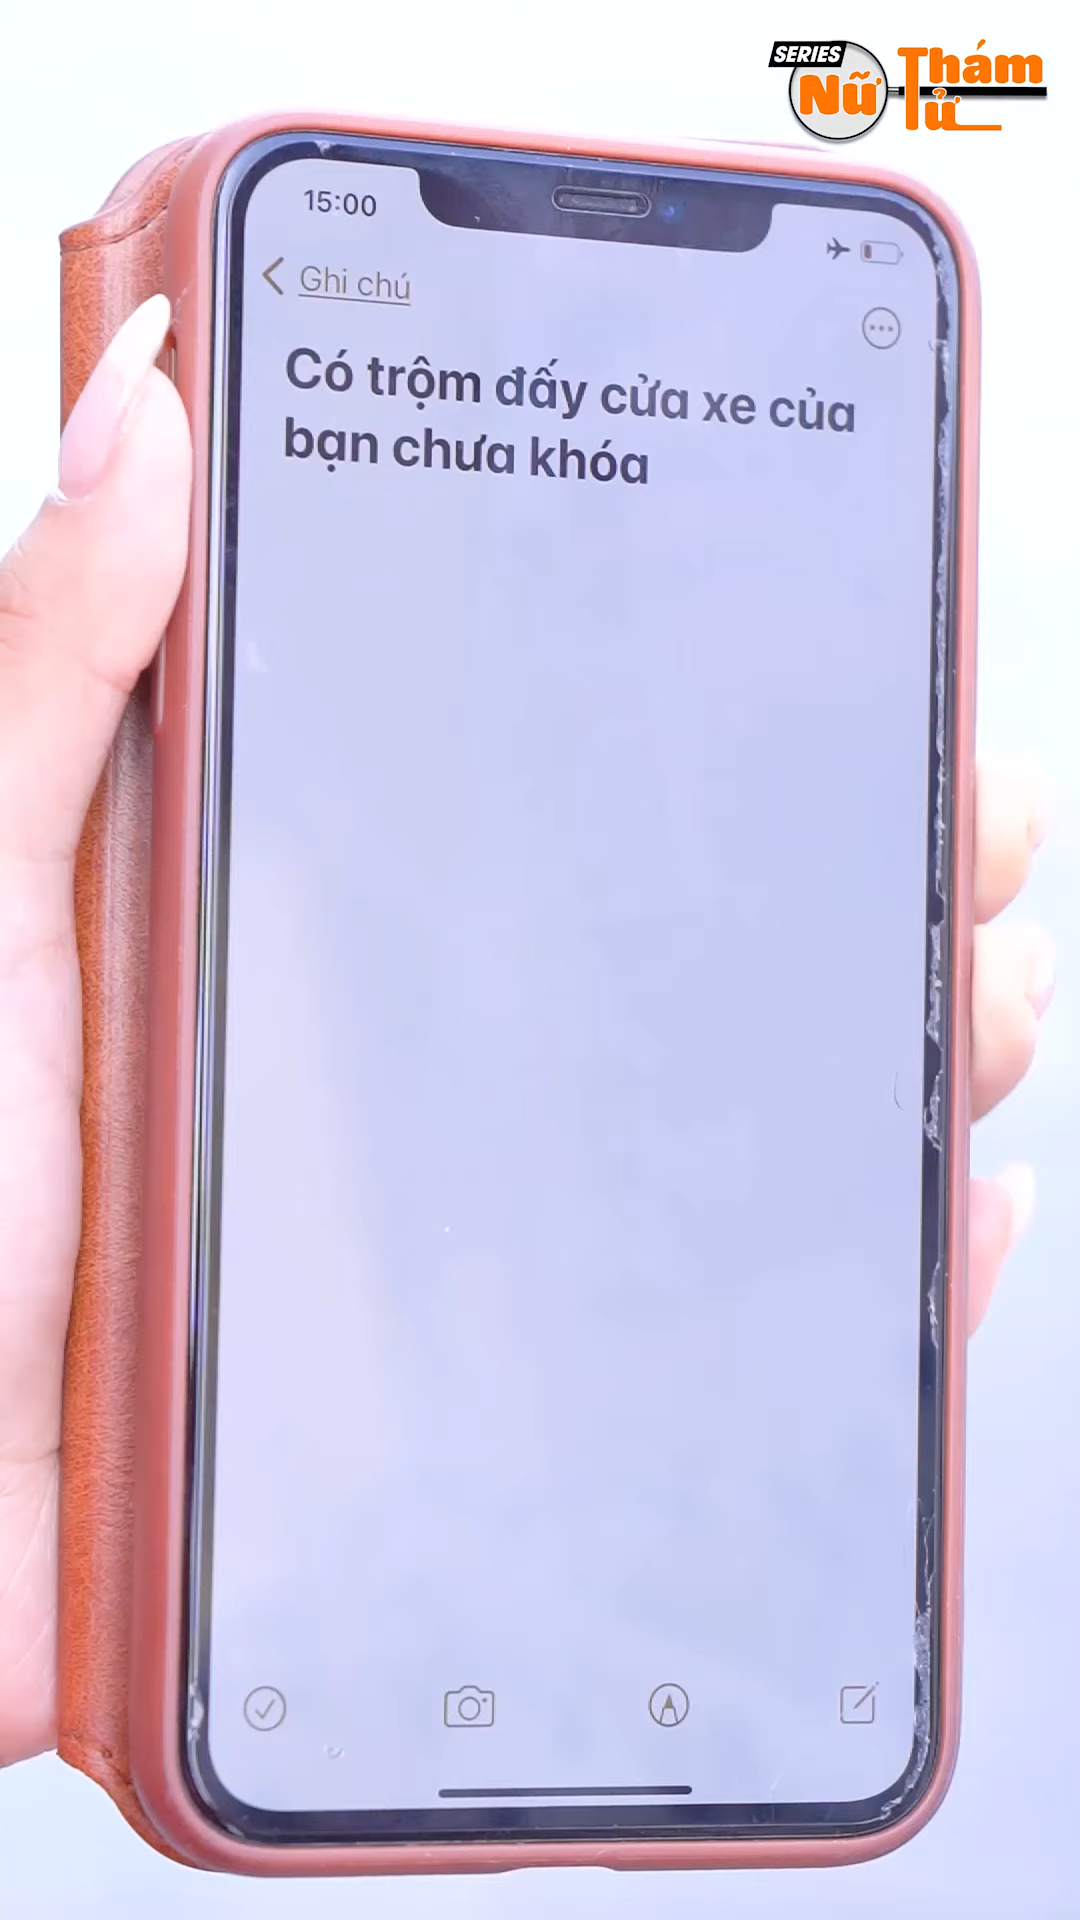 SERIES
Nữ Thám Tử
15:00
Ghi chú
Có trộm đấy cửa xe của
bạn chưa khóa